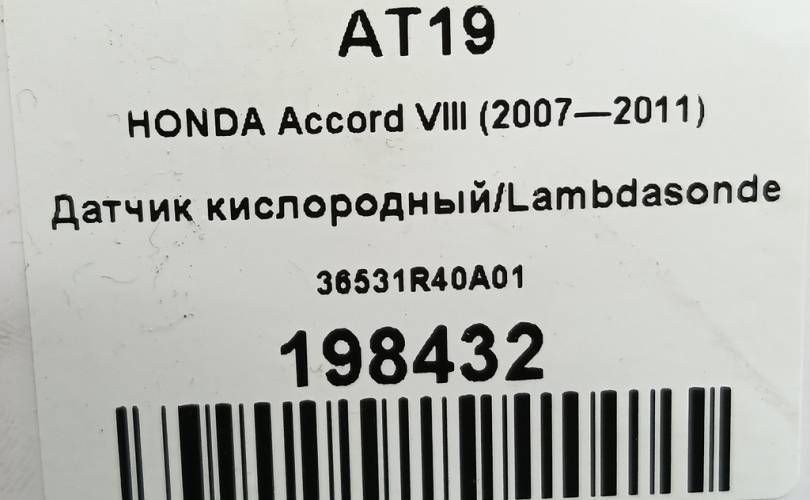 AT19
HONDA Accord VIII (2007—2011)
Датчик кислородный/Lambdasonde
36531R40A01
198432